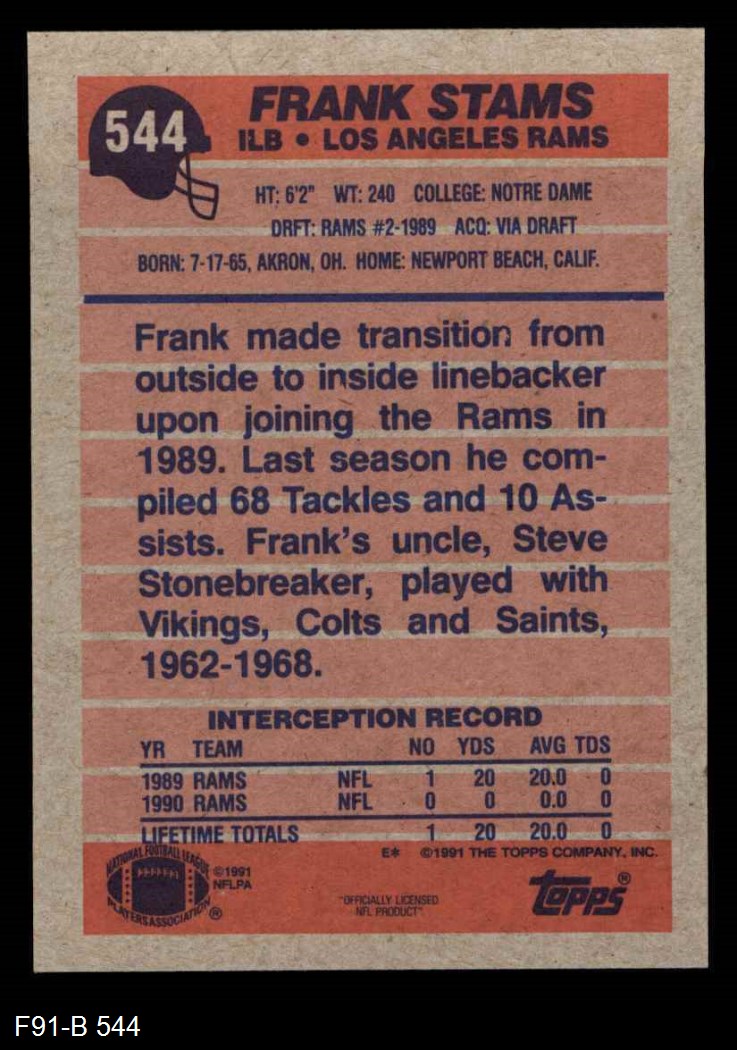 544
FRANK STAMS
ILB • LOS ANGELES RAMS
HT: 6'2" WT: 240 COLLEGE: NOTRE DAME
DRFT: RAMS #2-1989 ACQ: VIA DRAFT
BORN: 7-17-65, AKRON, OH. HOME: NEWPORT BEACH, CALIF.
Frank made transition from
outside to inside linebacker
upon joining the Rams in
1989. Last season he com-
piled 68 Tackles and 10 As-
sists. Frank's uncle, Steve
Stonebreaker, played with
Vikings, Colts and Saints,
1962-1968.
INTERCEPTION RECORD
YR TEAM NO YDS AVG TDS
1989 RAMS NFL 1 20 20.0 0
1990 RAMS NFL 0 0 0.0 0
LIFETIME TOTALS 1 20 20.0 0
E* ©1991 THE TOPPS COMPANY, INC.
NATIONAL FOOTBALL LEAGUE
PLAYERS ASSOCIATION ®
©1991
NFLPA
"OFFICIALLY LICENSED
NFL PRODUCT"
Topps®
F91-B 544